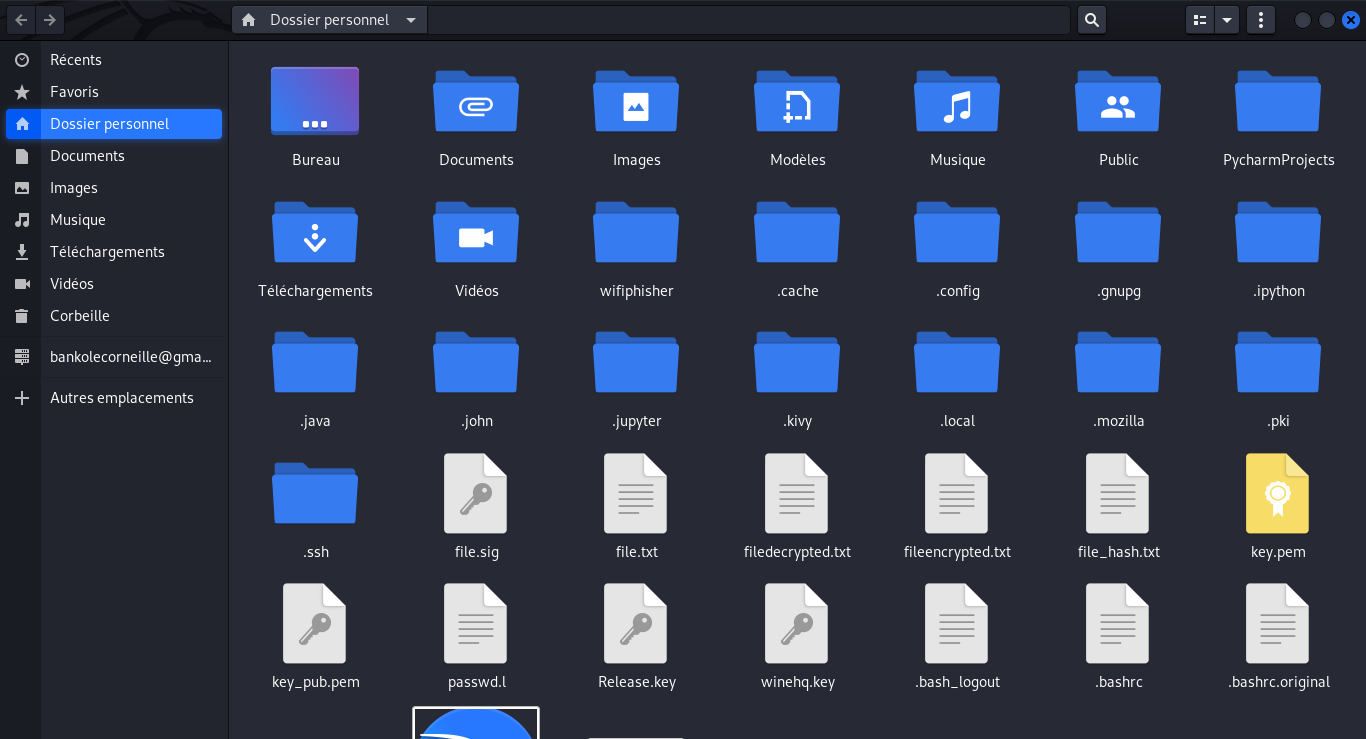 Dossier personnel
Récents
Favoris
Dossier personnel
Documents
Images
Musique
Téléchargements
Vidéos
Corbeille
bankolecorneille@gma...
Autres emplacements
Bureau
Documents
Images
Modèles
Musique
Public
PycharmProjects
Téléchargements
Vidéos
wifiphisher
.cache
.config
.gnupg
.ipython
.java
.john
.jupyter
.kivy
.local
.mozilla
.pki
.ssh
file.sig
file.txt
filedecrypted.txt
fileencrypted.txt
file_hash.txt
key.pem
key_pub.pem
passwd.l
Release.key
winehq.key
.bash_logout
.bashrc
.bashrc.original